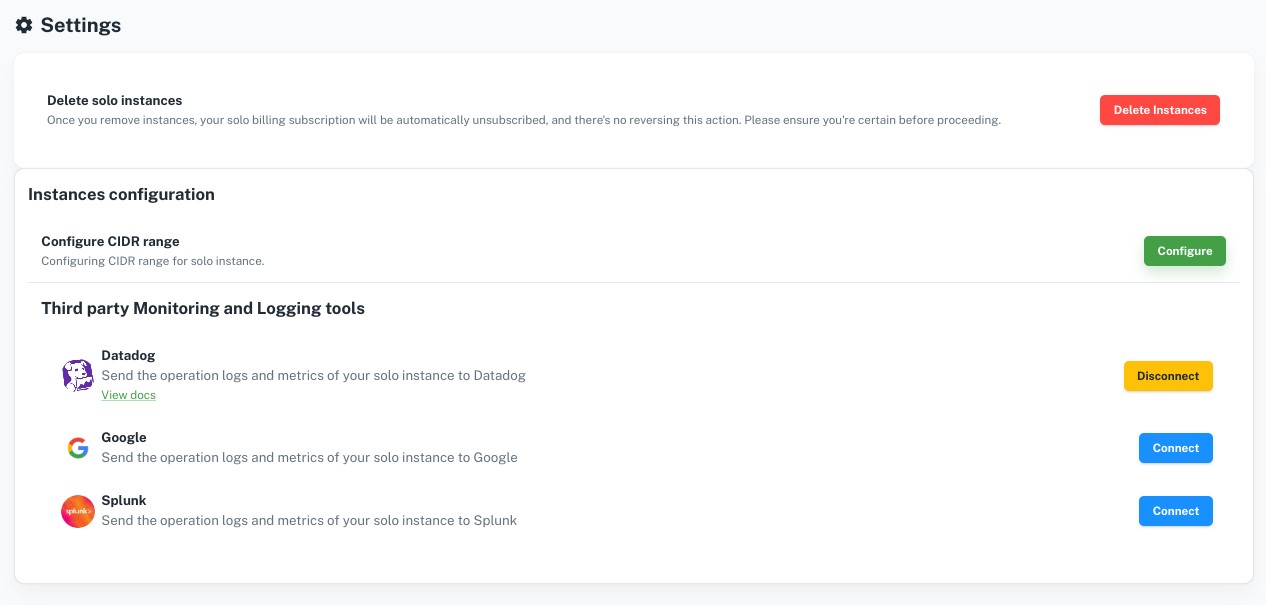 Settings
Delete solo instances
Once you remove instances, your solo billing subscription will be automatically unsubscribed, and there's no reversing this action. Please ensure you're certain before proceeding.
Delete Instances
Instances configuration
Configure CIDR range
Configuring CIDR range for solo instance.
Configure
Third party Monitoring and Logging tools
Datadog
Send the operation logs and metrics of your solo instance to Datadog
View docs
Disconnect
Google
Send the operation logs and metrics of your solo instance to Google
Connect
splunk>
Splunk
Send the operation logs and metrics of your solo instance to Splunk
Connect